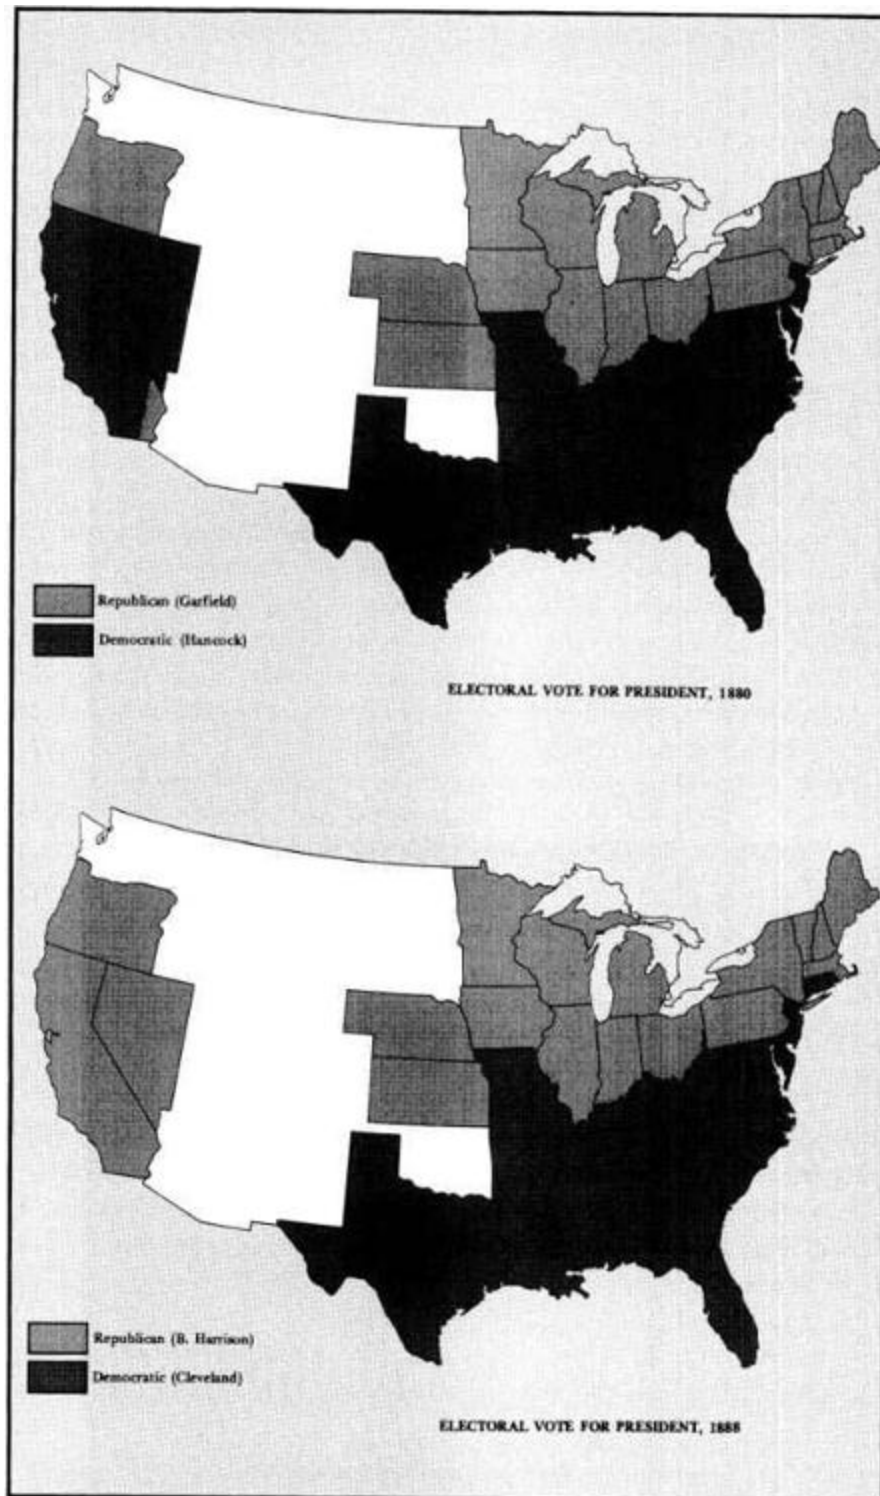 Republican (Garfield)
Democratic (Hancock)
ELECTORAL VOTE FOR PRESIDENT, 1880
Republican (B. Harrison)
Democratic (Cleveland)
ELECTORAL VOTE FOR PRESIDENT, 1888